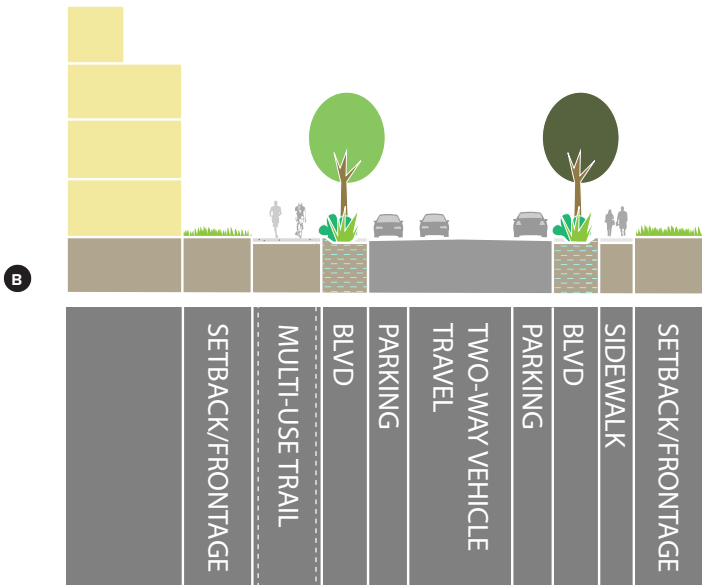 B
SETBACK/FRONTAGE
MULTI-USE TRAIL
BLVD
PARKING
TWO-WAY VEHICLE
TRAVEL
PARKING
BLVD
SIDEWALK
SETBACK/FRONTAGE